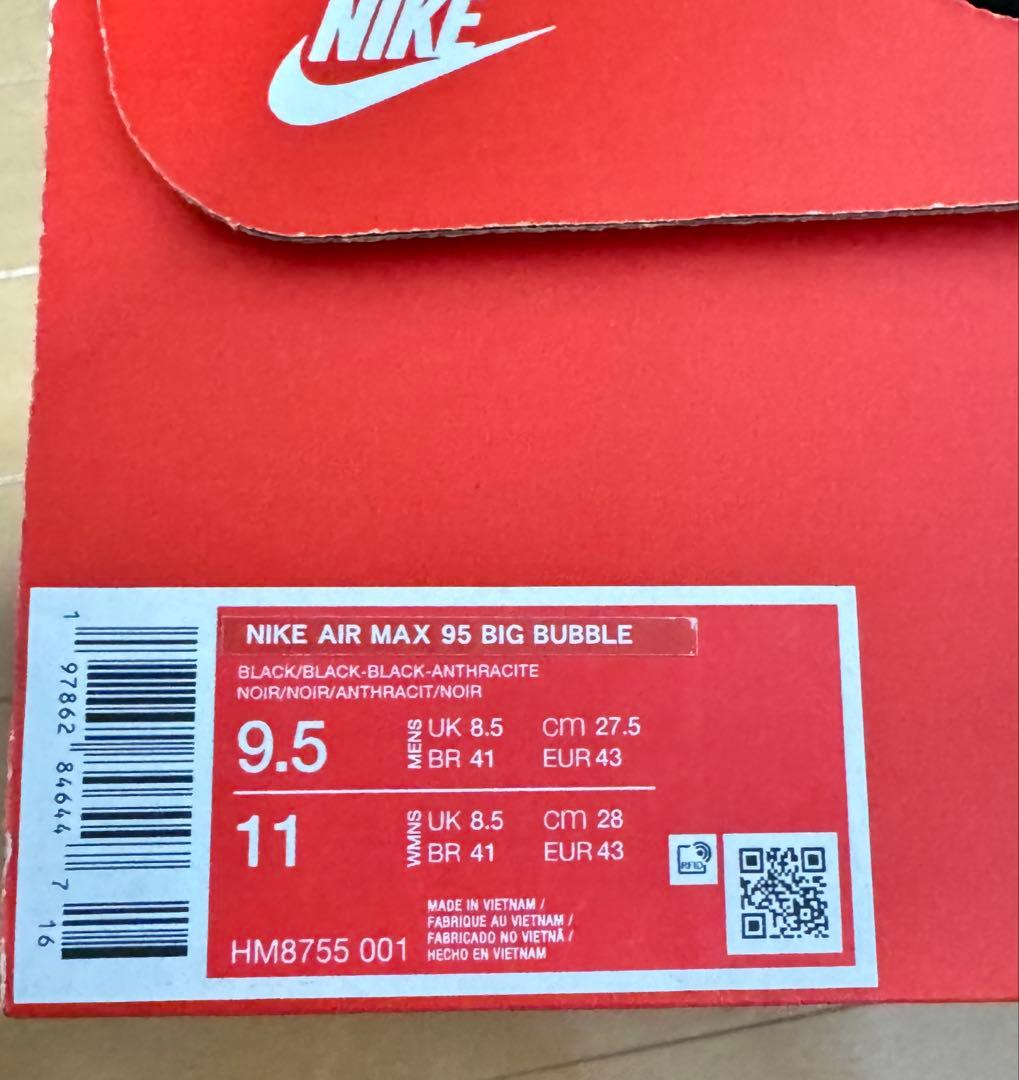 NIKE
NIKE AIR MAX 95 BIG BUBBLE
BLACK/BLACK-BLACK-ANTHRACITE
NOIR/NOIR/ANTHRACIT/NOIR
9.5 MENS UK 8.5 CM 27.5
BR 41 EUR 43
11 WMNS UK 8.5 CM 28
BR 41 EUR 43
RFID
MADE IN VIETNAM /
FABRIQUE AU VIETNAM /
FABRICADO NO VIETNÃ /
HECHO EN VIETNAM
HM8755 001
1 97862 84644 7 16